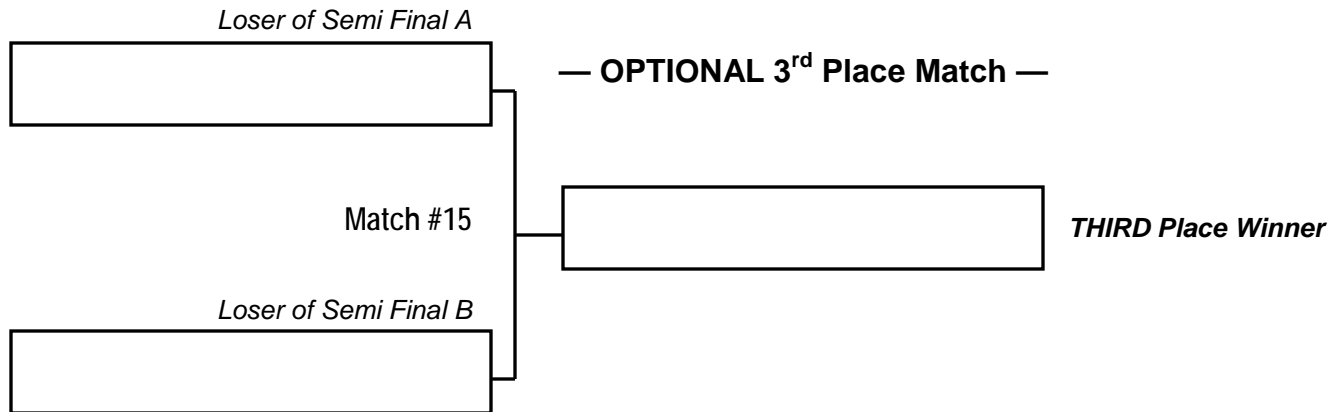 Loser of Semi Final A
— OPTIONAL 3rd Place Match —
Match #15
THIRD Place Winner
Loser of Semi Final B